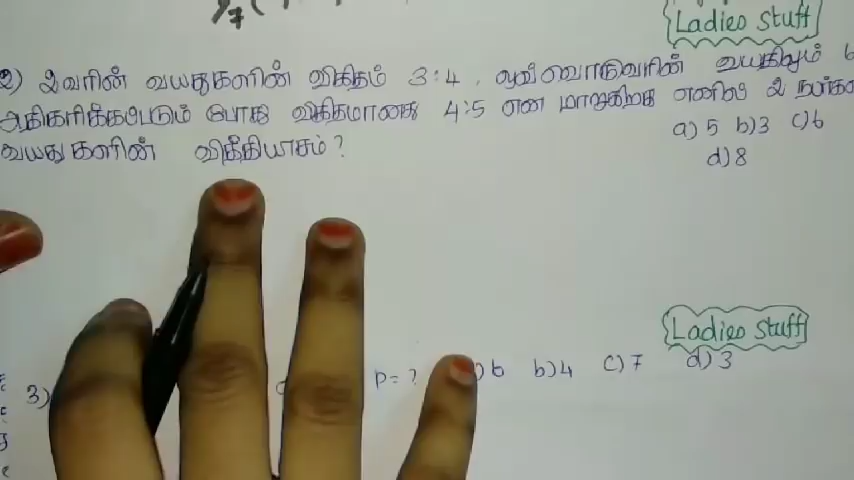 Ladies stuff
2) 2வரின் வயதுகளின் விகிதம் 3:4. ஒவ்வொருவரின் வயதிலும் 6
அதிகரிக்கப்படும் போது விகிதமானது 4:5 என மாறுகிறது எனில் 2 நபர்கள
வயதுகளின் வித்தியாசம்?
a) 5 b) 3 c) 6
d) 8
Ladies stuff
3) P=? b b) 4 c) 7 d) 3